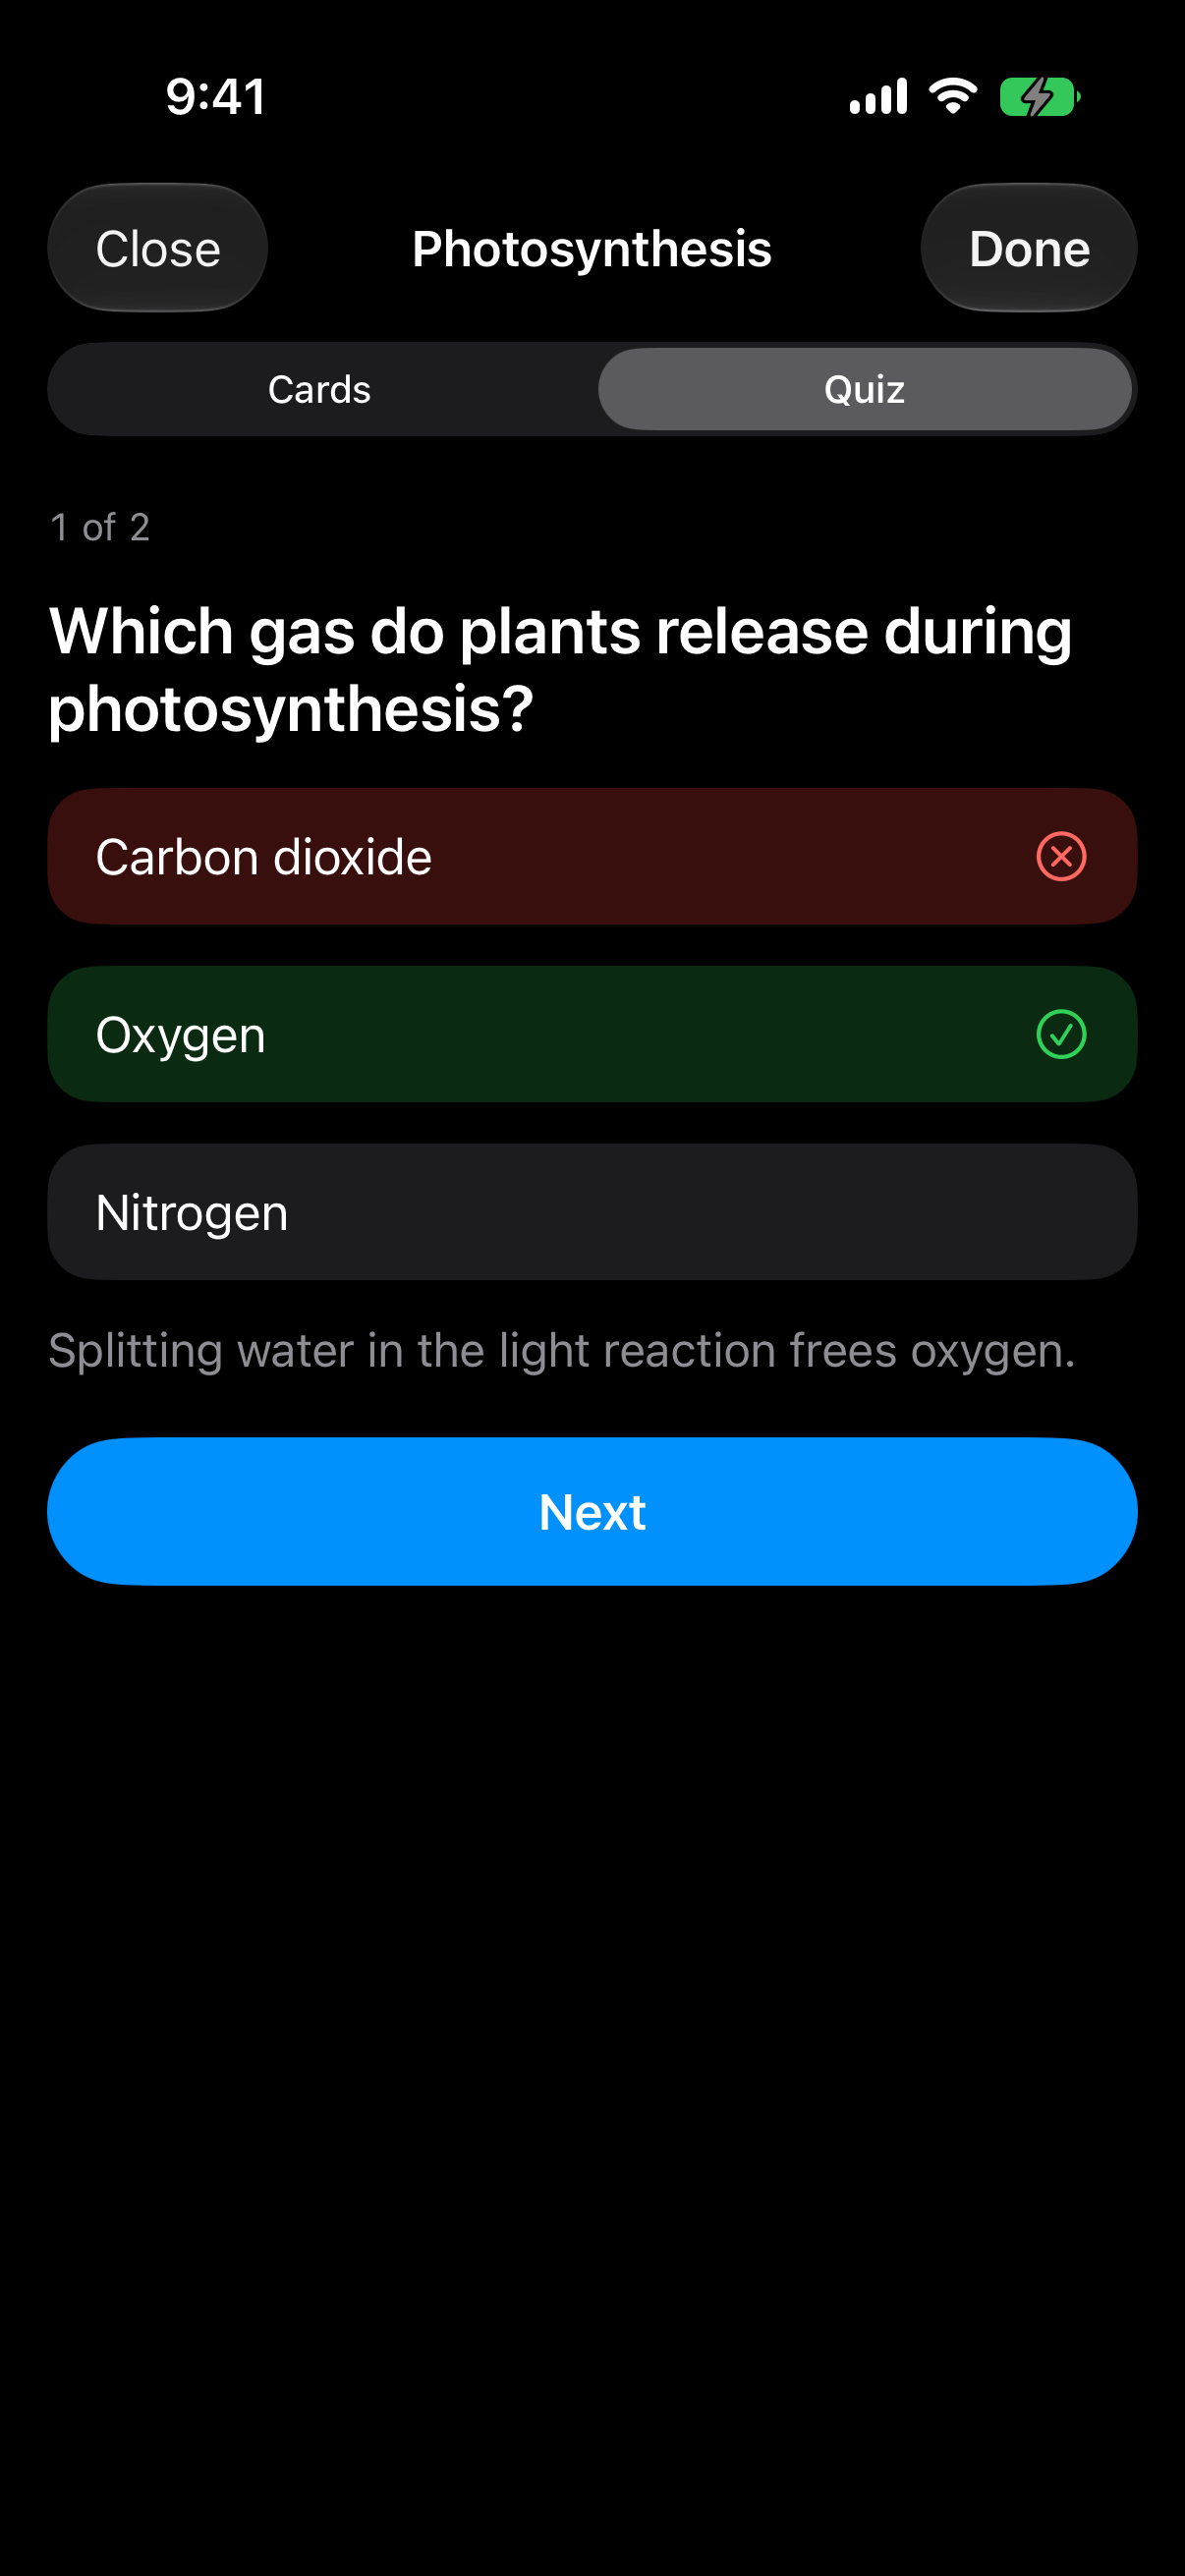 9:41
Close
Photosynthesis
Done
Cards
Quiz
1 of 2
Which gas do plants release during
photosynthesis?
Carbon dioxide
Oxygen
Nitrogen
Splitting water in the light reaction frees oxygen.
Next